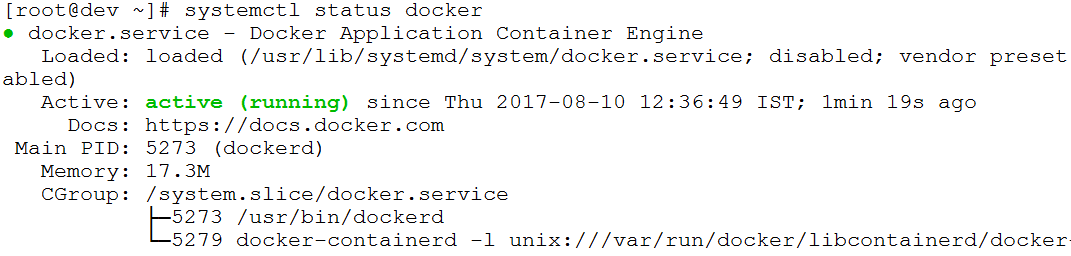 [root@dev ~]# systemctl status docker
● docker.service - Docker Application Container Engine
   Loaded: loaded (/usr/lib/systemd/system/docker.service; disabled; vendor preset
abled)
   Active: active (running) since Thu 2017-08-10 12:36:49 IST; 1min 19s ago
     Docs: https://docs.docker.com
 Main PID: 5273 (dockerd)
   Memory: 17.3M
   CGroup: /system.slice/docker.service
           ├─5273 /usr/bin/dockerd
           └─5279 docker-containerd -l unix:///var/run/docker/libcontainerd/docker-